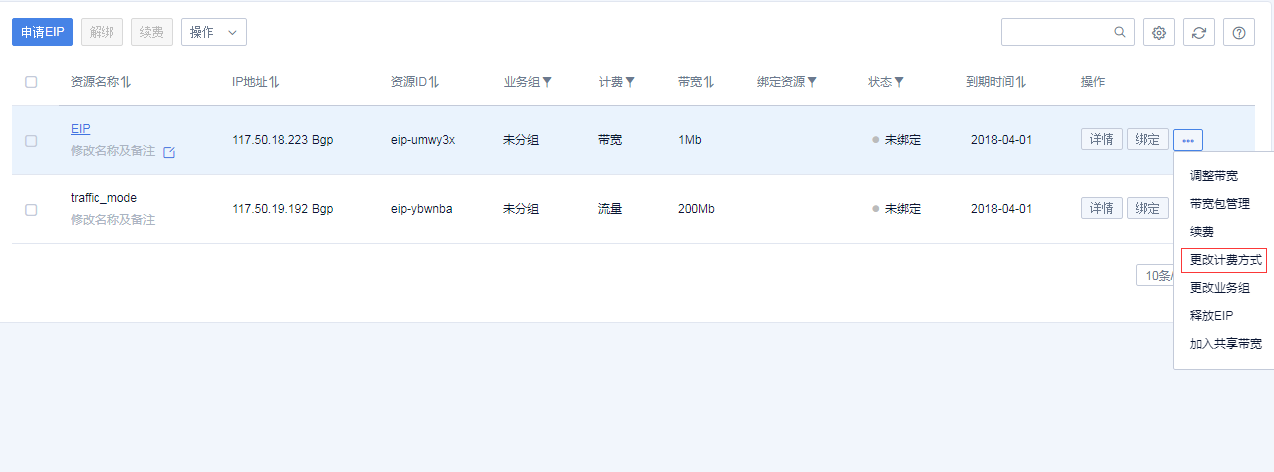 申请EIP 解绑 续费 操作
资源名称 IP地址 资源ID 业务组 计费 带宽 绑定资源 状态 到期时间 操作
EIP
修改名称及备注
117.50.18.223 Bgp eip-umwy3x 未分组 带宽 1Mb 未绑定 2018-04-01 详情 绑定 ...
traffic_mode
修改名称及备注
117.50.19.192 Bgp eip-ybwnba 未分组 流量 200Mb 未绑定 2018-04-01 详情 绑定
调整带宽
带宽包管理
续费
更改计费方式
更改业务组
释放EIP
加入共享带宽
10条/